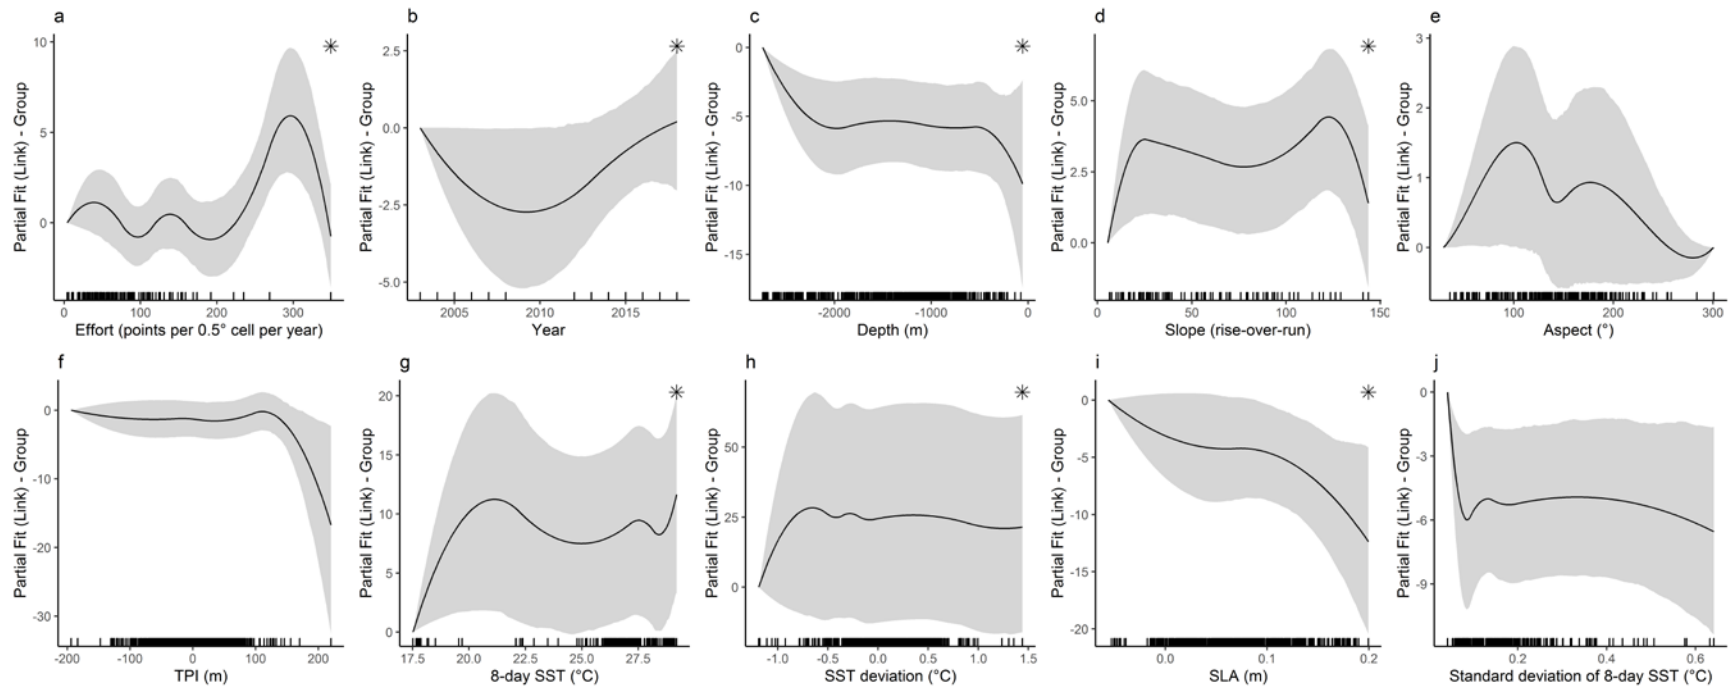 a
Partial Fit (Link) - Group
10
5
0
0
100
200
300
Effort (points per 0.5° cell per year)
b
Partial Fit (Link) - Group
2.5
0.0
-2.5
-5.0
2005
2010
2015
Year
c
Partial Fit (Link) - Group
0
-5
-10
-15
-2000
-1000
0
Depth (m)
d
Partial Fit (Link) - Group
5.0
2.5
0.0
0
50
100
150
Slope (rise-over-run)
e
Partial Fit (Link) - Group
3
2
1
0
100
200
300
Aspect (°)
f
Partial Fit (Link) - Group
0
-10
-20
-30
-200
-100
0
100
200
TPI (m)
g
Partial Fit (Link) - Group
20
15
10
5
0
17.5
20.0
22.5
25.0
27.5
8-day SST (°C)
h
Partial Fit (Link) - Group
50
25
0
-1.0
-0.5
0.0
0.5
1.0
1.5
SST deviation (°C)
i
Partial Fit (Link) - Group
0
-5
-10
-15
-20
0.0
0.1
0.2
SLA (m)
j
Partial Fit (Link) - Group
0
-3
-6
-9
0.2
0.4
0.6
Standard deviation of 8-day SST (°C)